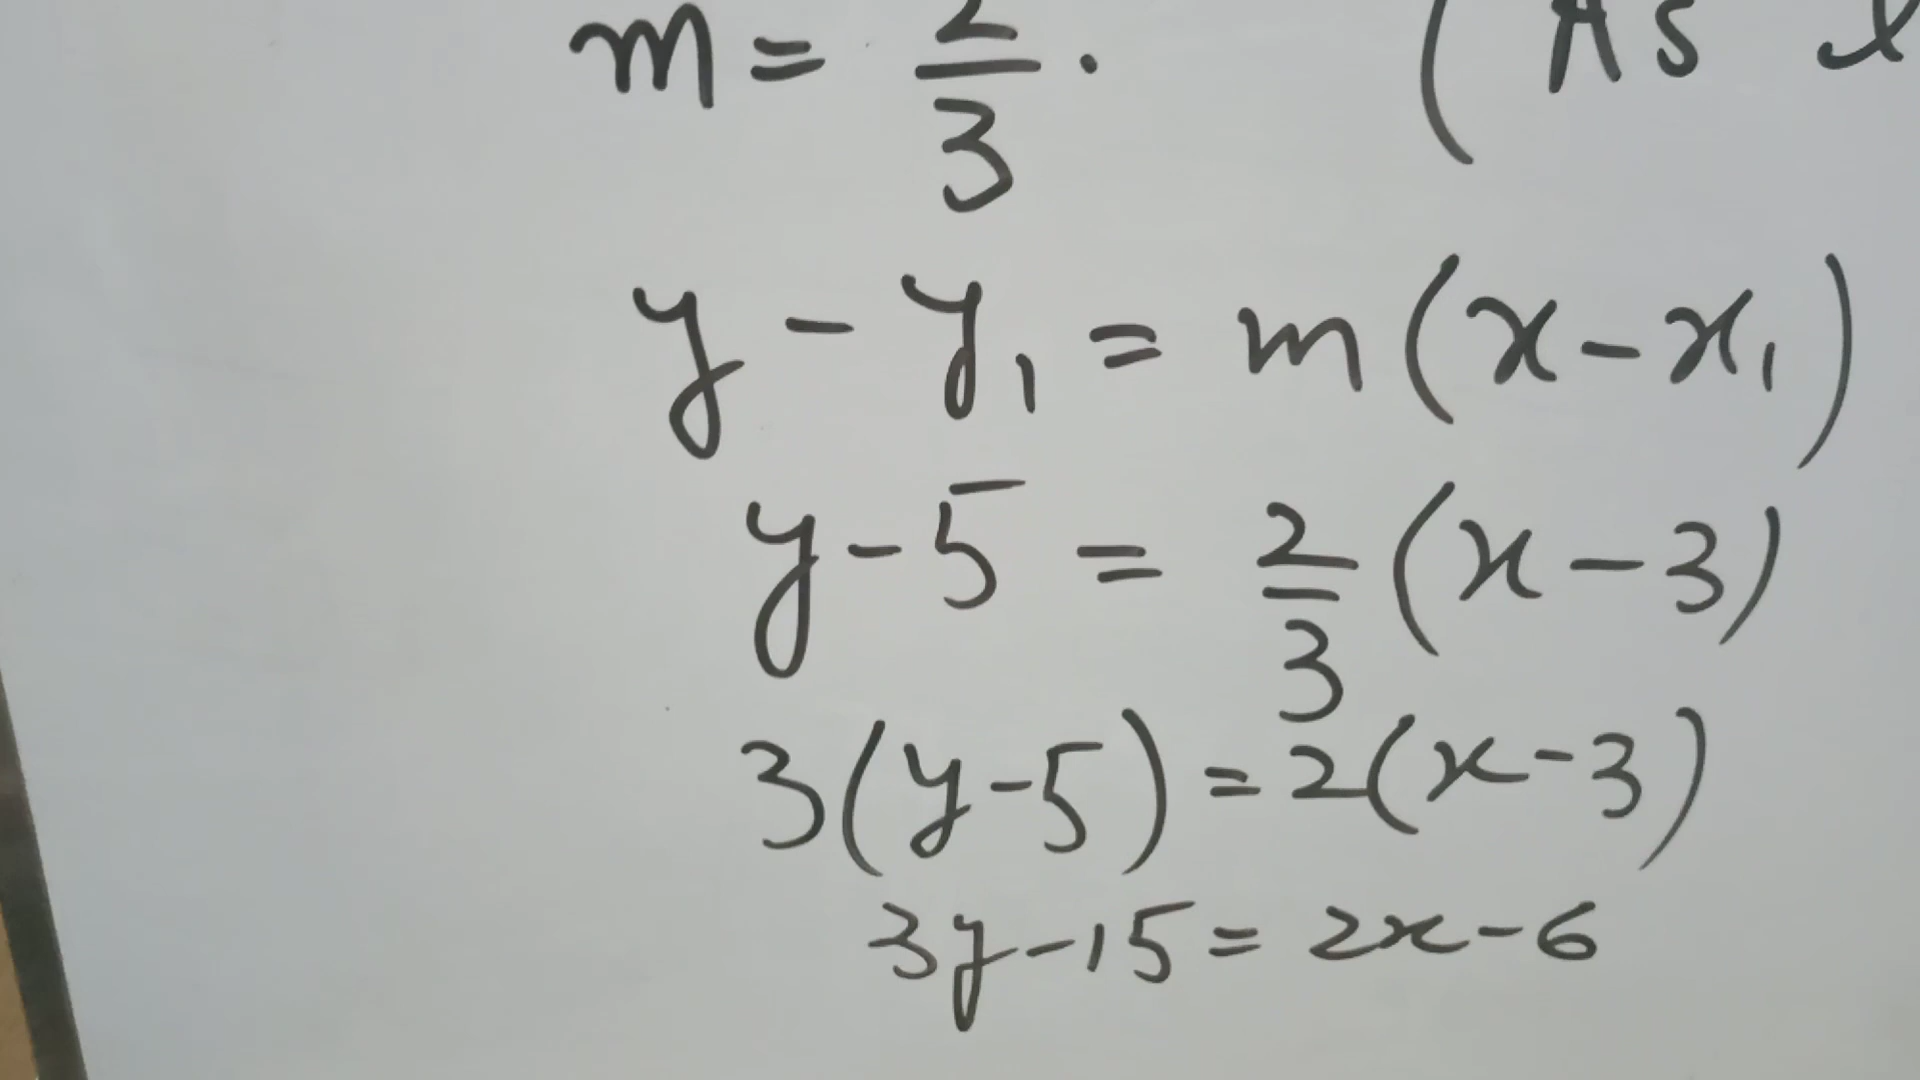 m = 2/3 . ( As
y - y₁ = m(x - x₁)
y - 5 = 2/3 (x - 3)
3(y - 5) = 2(x - 3)
3y - 15 = 2x - 6